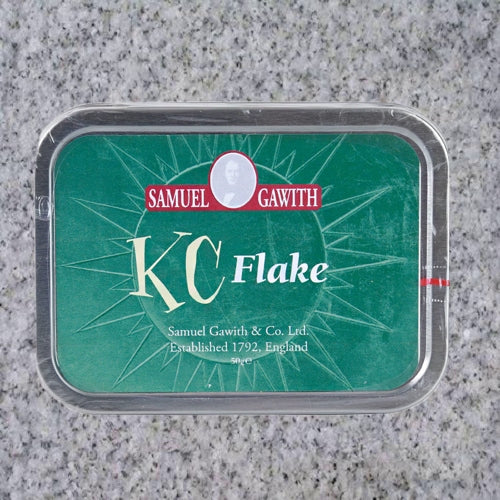 SAMUEL GAWITH
KC Flake
Samuel Gawith & Co. Ltd.
Established 1792, England
50g℮